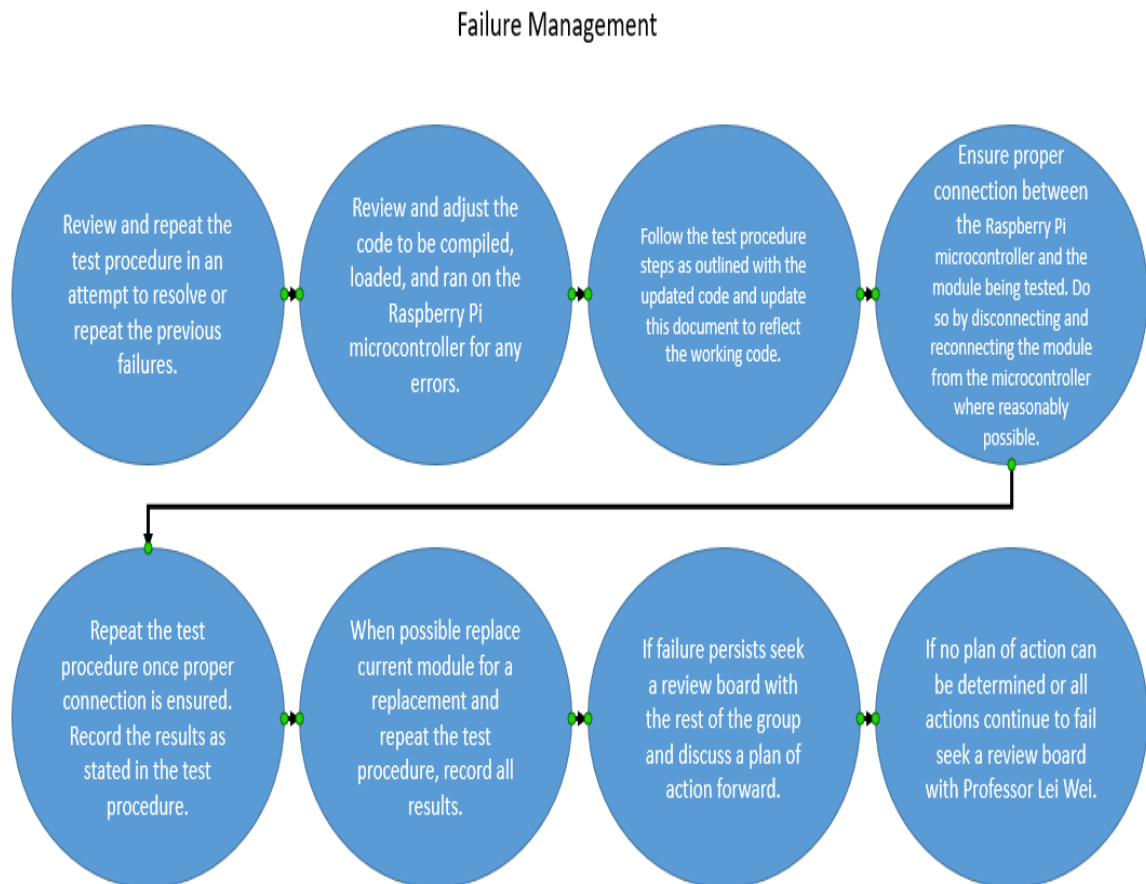 Failure Management
Review and repeat the
test procedure in an
attempt to resolve or
repeat the previous
failures.
Review and adjust the
code to be compiled,
loaded, and ran on the
Raspberry Pi
microcontroller for any
errors.
Follow the test procedure
steps as outlined with the
updated code and update
this document to reflect
the working code.
Ensure proper
connection between
the Raspberry Pi
microcontroller and the
module being tested. Do
so by disconnecting and
reconnecting the module
from the microcontroller
where reasonably
possible.
Repeat the test
procedure once proper
connection is ensured.
Record the results as
stated in the test
procedure.
When possible replace
current module for a
replacement and
repeat the test
procedure, record all
results.
If failure persists seek
a review board with
the rest of the group
and discuss a plan of
action forward.
If no plan of action can
be determined or all
actions continue to fail
seek a review board
with Professor Lei Wei.